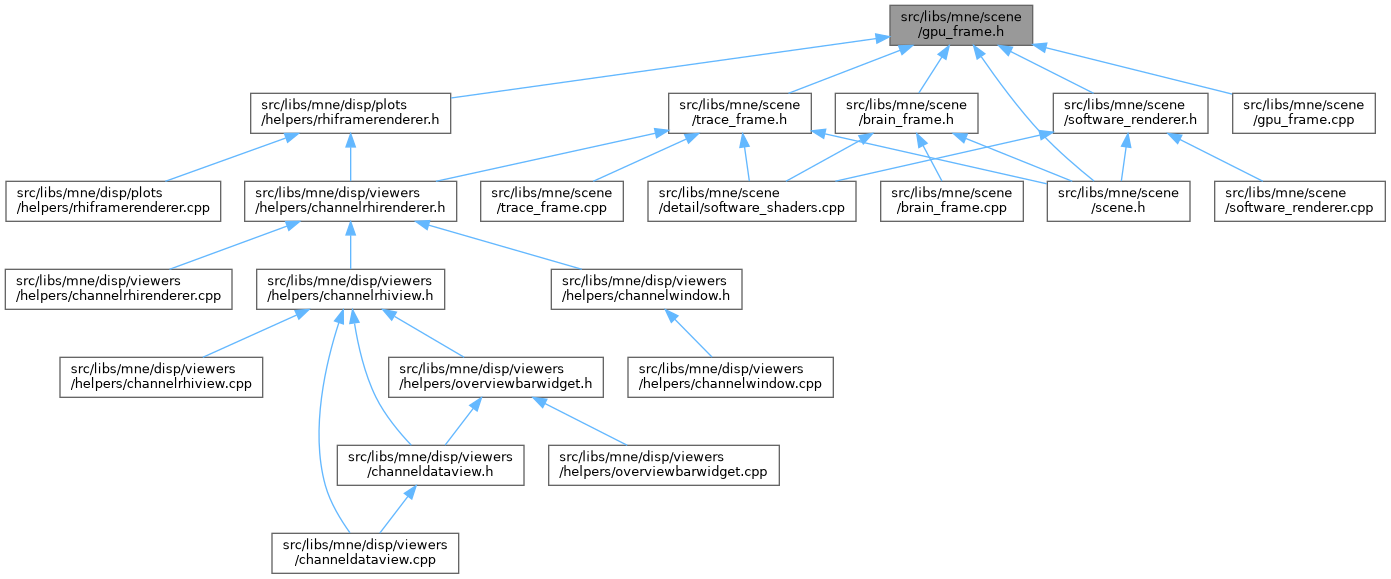 src/libs/mne/scene
/gpu_frame.h
src/libs/mne/disp/plots
/helpers/rhiframerenderer.h
src/libs/mne/scene
/trace_frame.h
src/libs/mne/scene
/brain_frame.h
src/libs/mne/scene
/software_renderer.h
src/libs/mne/scene
/gpu_frame.cpp
src/libs/mne/disp/plots
/helpers/rhiframerenderer.cpp
src/libs/mne/disp/viewers
/helpers/channelrhirenderer.h
src/libs/mne/scene
/trace_frame.cpp
src/libs/mne/scene
/detail/software_shaders.cpp
src/libs/mne/scene
/brain_frame.cpp
src/libs/mne/scene
/scene.h
src/libs/mne/scene
/software_renderer.cpp
src/libs/mne/disp/viewers
/helpers/channelrhirenderer.cpp
src/libs/mne/disp/viewers
/helpers/channelrhiview.h
src/libs/mne/disp/viewers
/helpers/channelwindow.h
src/libs/mne/disp/viewers
/helpers/channelrhiview.cpp
src/libs/mne/disp/viewers
/helpers/overviewbarwidget.h
src/libs/mne/disp/viewers
/helpers/channelwindow.cpp
src/libs/mne/disp/viewers
/channeldataview.h
src/libs/mne/disp/viewers
/helpers/overviewbarwidget.cpp
src/libs/mne/disp/viewers
/channeldataview.cpp